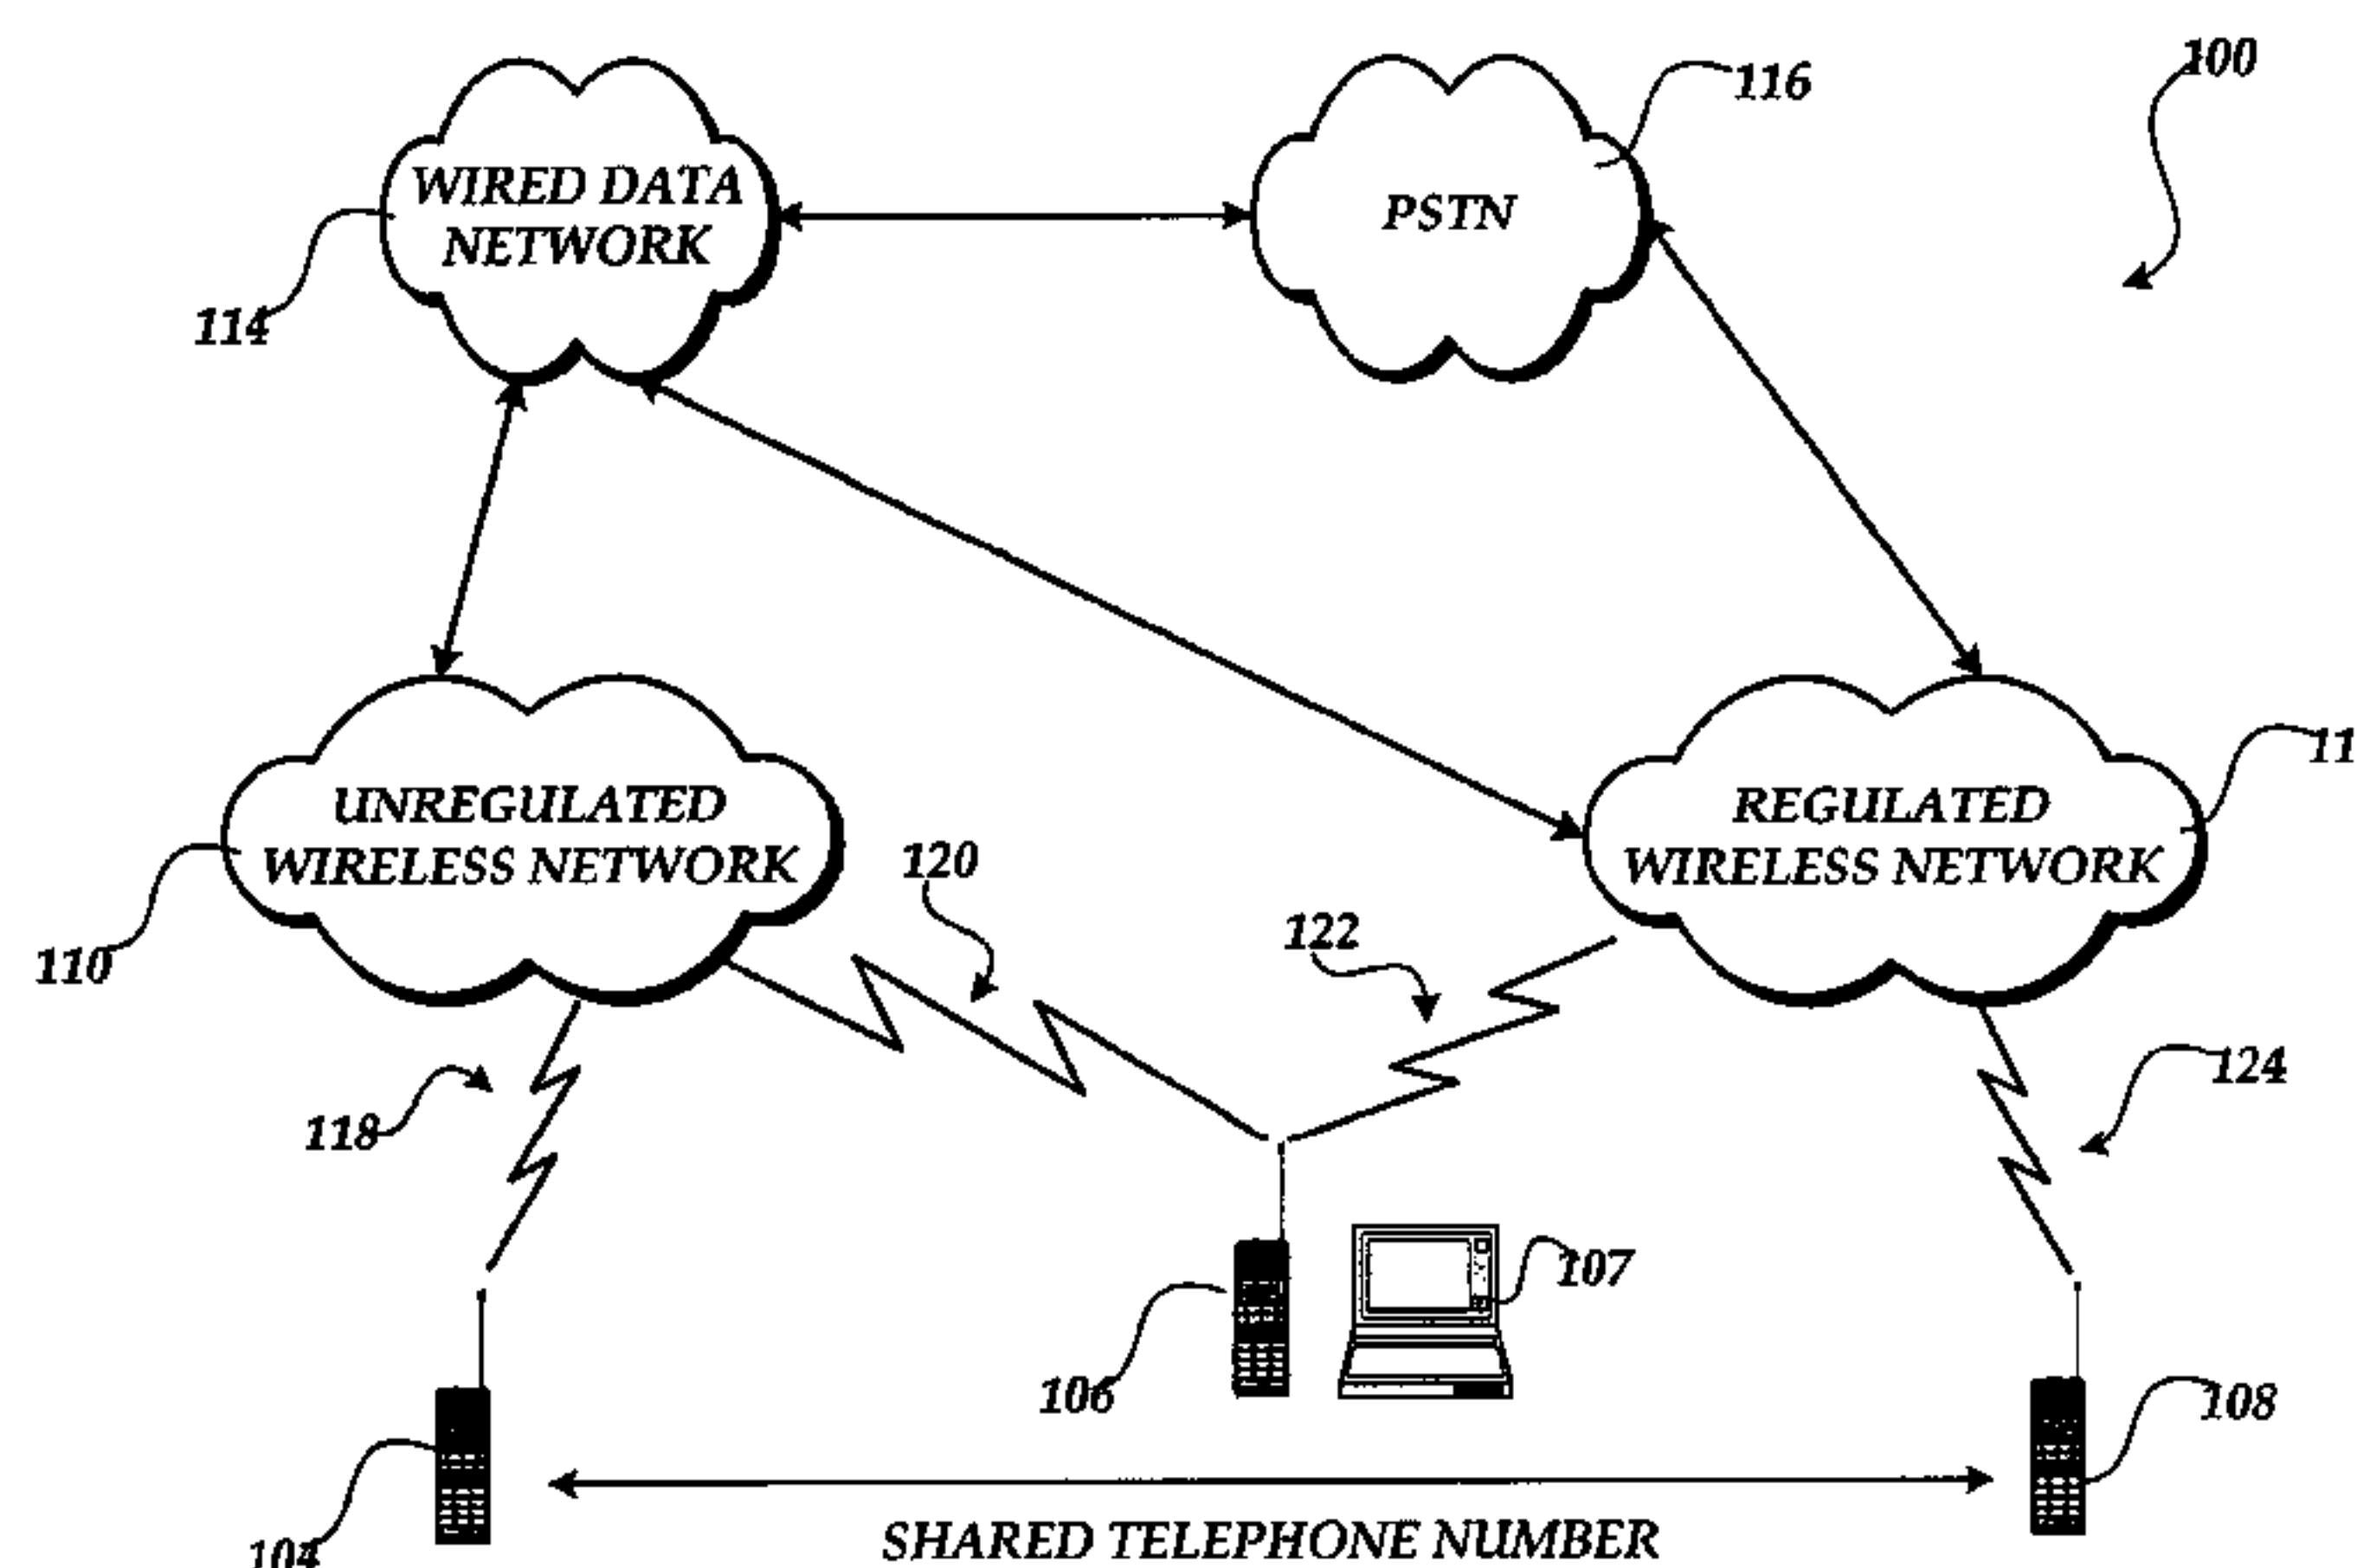 100
116
WIRED DATA
NETWORK
PSTN
114
11
UNREGULATED
WIRELESS NETWORK
REGULATED
WIRELESS NETWORK
120
122
110
124
118
107
106
108
104
SHARED TELEPHONE NUMBER